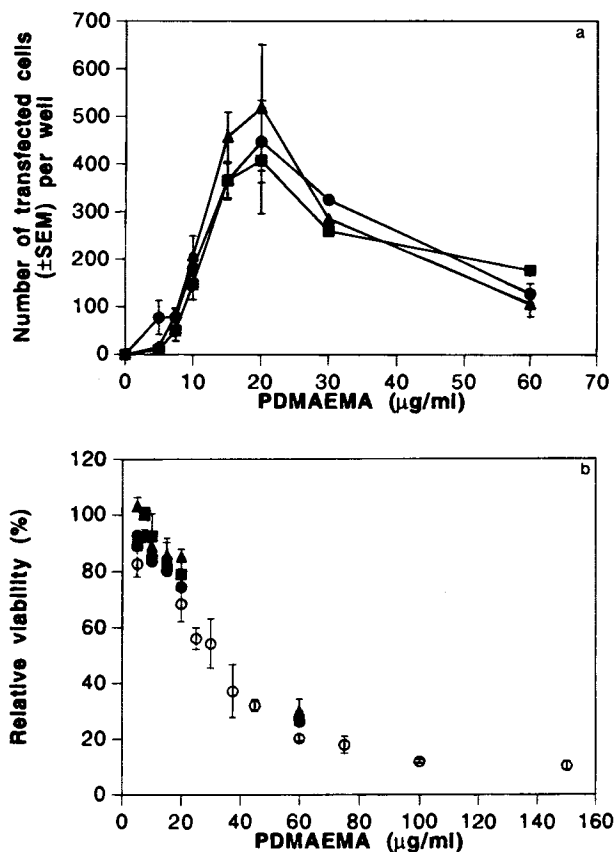 a
700
600
500
400
300
200
100
0
Number of transfected cells
(±SEM) per well
0 10 20 30 40 50 60 70
PDMAEMA (µg/ml)
b
120
100
80
60
40
20
0
Relative viability (%)
0 20 40 60 80 100 120 140 160
PDMAEMA (µg/ml)